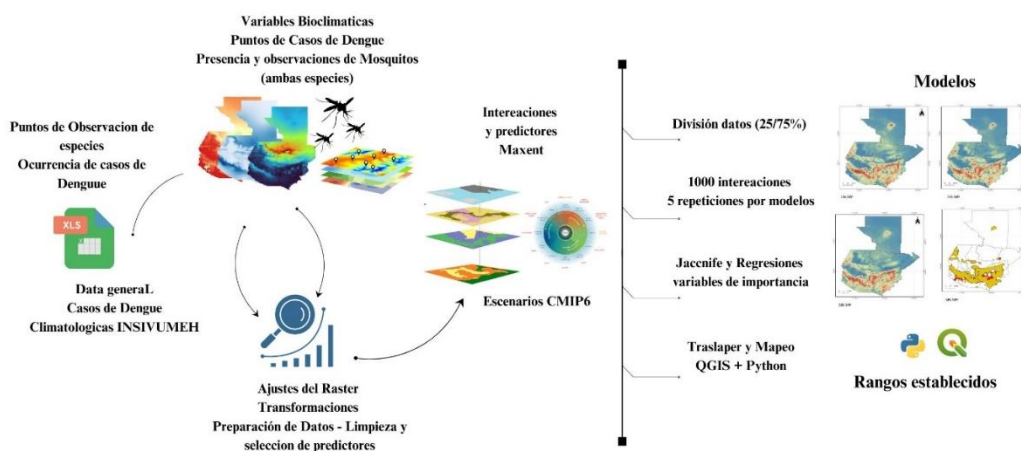 Variables Bioclimaticas
Puntos de Casos de Dengue
Presencia y observaciones de Mosquitos
(ambas especies)
Puntos de Observacion de
especies
Ocurrencia de casos de
Denguue
XLS
Data generaL
Casos de Dengue
Climatologicas INSIVUMEH
Ajustes del Raster
Transformaciones
Preparación de Datos - Limpieza y
seleccion de predictores
Intereaciones
y predictores
Maxent
Escenarios CMIP6
División datos (25/75%)
1000 intereaciones
5 repeticiones por modelos
Jaccnife y Regresiones
variables de importancia
Traslaper y Mapeo
QGIS + Python
Modelos
Rangos establecidos